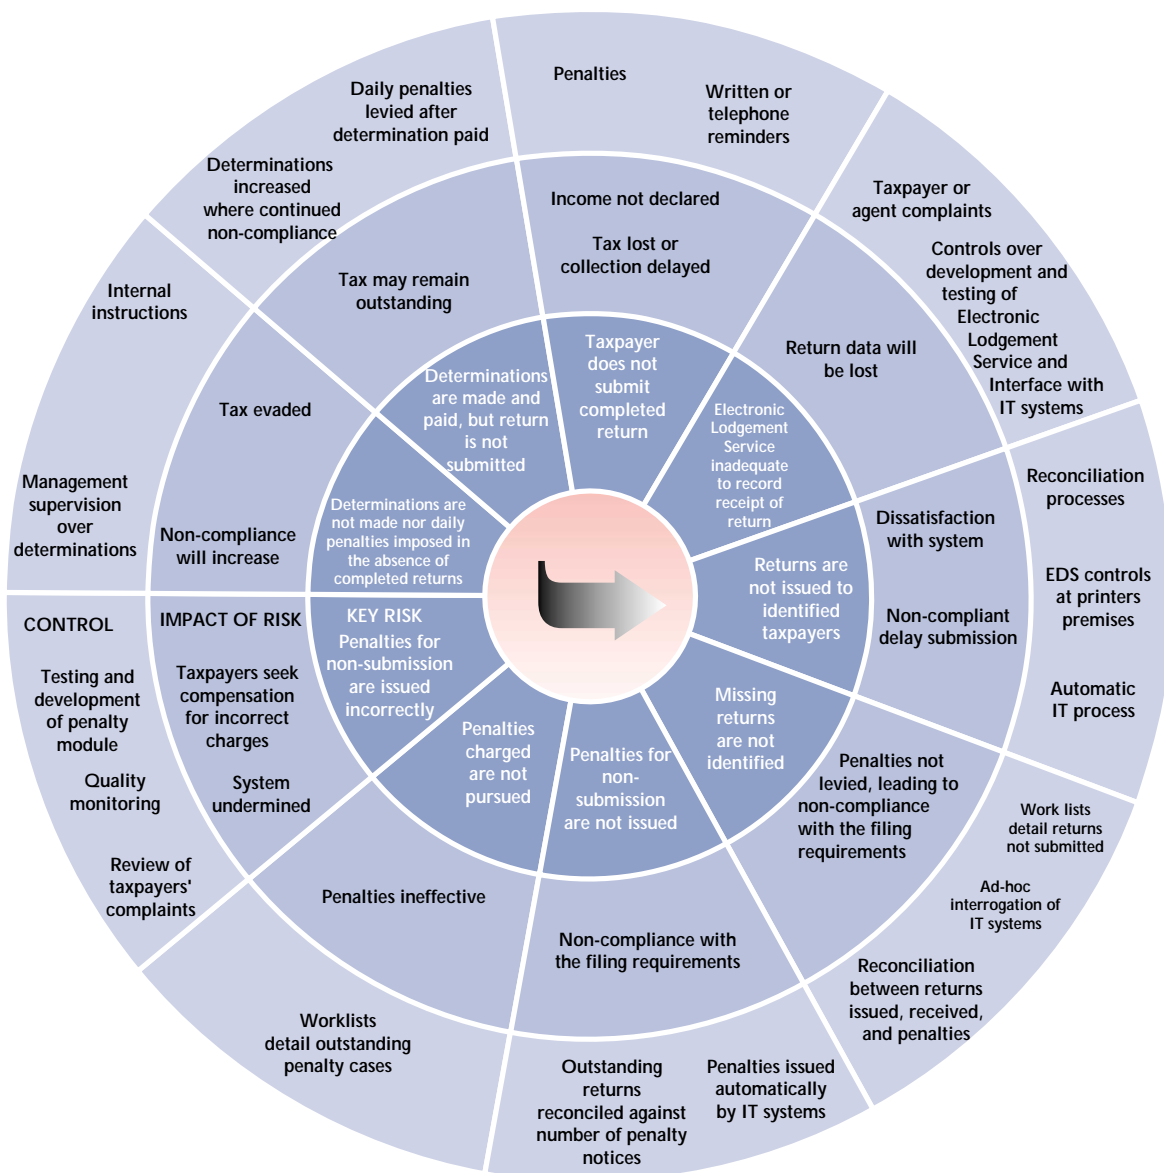 Penalties
Written or
telephone
reminders
Income not declared
Tax lost or
collection delayed
Taxpayer
does not
submit
completed
return
Taxpayer or
agent complaints
Controls over
development and
testing of
Electronic
Lodgement
Service and
Interface with
IT systems
Return data will
be lost
Electronic
Lodgement
Service
inadequate
to record
receipt of
return
Reconciliation
processes
EDS controls
at printers
premises
Automatic
IT process
Dissatisfaction
with system
Non-compliant
delay submission
Returns are
not issued to
identified
taxpayers
Work lists
detail returns
not submitted
Ad-hoc
interrogation of
IT systems
Reconciliation
between returns
issued, received,
and penalties
Penalties not
levied, leading to
non-compliance
with the filing
requirements
Missing
returns
are not
identified
Penalties issued
automatically
by IT systems
Outstanding
returns
reconciled against
number of penalty
notices
Non-compliance with
the filing requirements
Penalties for
non-
submission
are not issued
Worklists
detail outstanding
penalty cases
Penalties ineffective
Penalties
charged
are not
pursued
CONTROL
Testing and
development
of penalty
module
Quality
monitoring
Review of
taxpayers'
complaints
IMPACT OF RISK
Taxpayers seek
compensation
for incorrect
charges
System
undermined
KEY RISK
Penalties for
non-submission
are issued
incorrectly
Internal
instructions
Management
supervision
over
determinations
Tax evaded
Non-compliance
will increase
Determinations are
not made nor daily
penalties imposed in
the absence of
completed returns
Daily penalties
levied after
determination paid
Determinations
increased
where continued
non-compliance
Tax may remain
outstanding
Determinations
are made and
paid, but return
is not
submitted